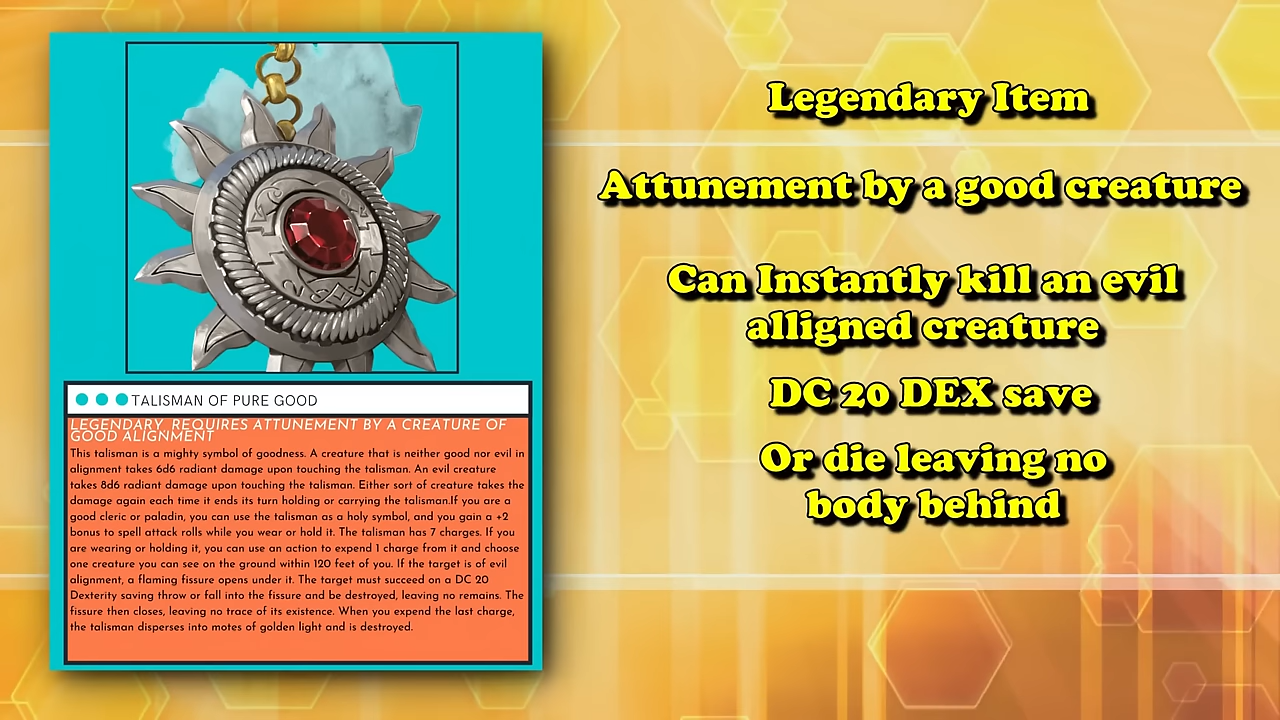 TALISMAN OF PURE GOOD
LEGENDARY, REQUIRES ATTUNEMENT BY A CREATURE OF
GOOD ALIGNMENT
This talisman is a mighty symbol of goodness. A creature that is neither good nor evil in
alignment takes 6d6 radiant damage upon touching the talisman. An evil creature
takes 8d6 radiant damage upon touching the talisman. Either sort of creature takes the
damage again each time it ends its turn holding or carrying the talisman.If you are a
good cleric or paladin, you can use the talisman as a holy symbol, and you gain a +2
bonus to spell attack rolls while you wear or hold it. The talisman has 7 charges. If you
are wearing or holding it, you can use an action to expend 1 charge from it and choose
one creature you can see on the ground within 120 feet of you. If the target is of evil
alignment, a flaming fissure opens under it. The target must succeed on a DC 20
Dexterity saving throw or fall into the fissure and be destroyed, leaving no remains. The
fissure then closes, leaving no trace of its existence. When you expend the last charge,
the talisman disperses into motes of golden light and is destroyed.
Legendary Item
Attunement by a good creature
Can Instantly kill an evil
alligned creature
DC 20 DEX save
Or die leaving no
body behind